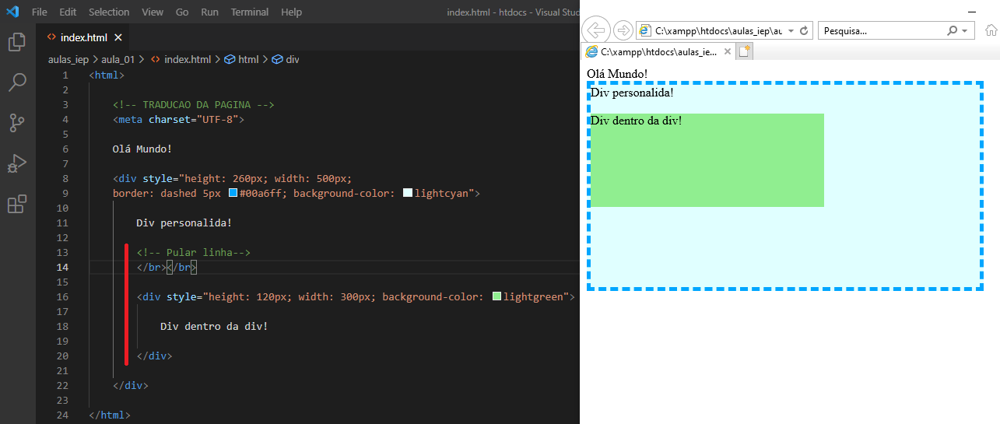 File Edit Selection View Go Run Terminal Help index.html - htdocs - Visual Stud
index.html
aulas_iep > aula_01 > index.html > html > div
1 <html>
2
3 <!-- TRADUCAO DA PAGINA -->
4 <meta charset="UTF-8">
5
6 Olá Mundo!
7
8 <div style="height: 260px; width: 500px;
9 border: dashed 5px #00a6ff; background-color: lightcyan">
10
11 Div personalida!
12
13 <!-- Pular linha-->
14 </br></br>
15
16 <div style="height: 120px; width: 300px; background-color: lightgreen">
17
18 Div dentro da div!
19
20 </div>
21
22 </div>
23
24 </html>
C:\xampp\htdocs\aulas_iep\au
Pesquisa...
C:\xampp\htdocs\aulas_ie...
Olá Mundo!
Div personalida!
Div dentro da div!